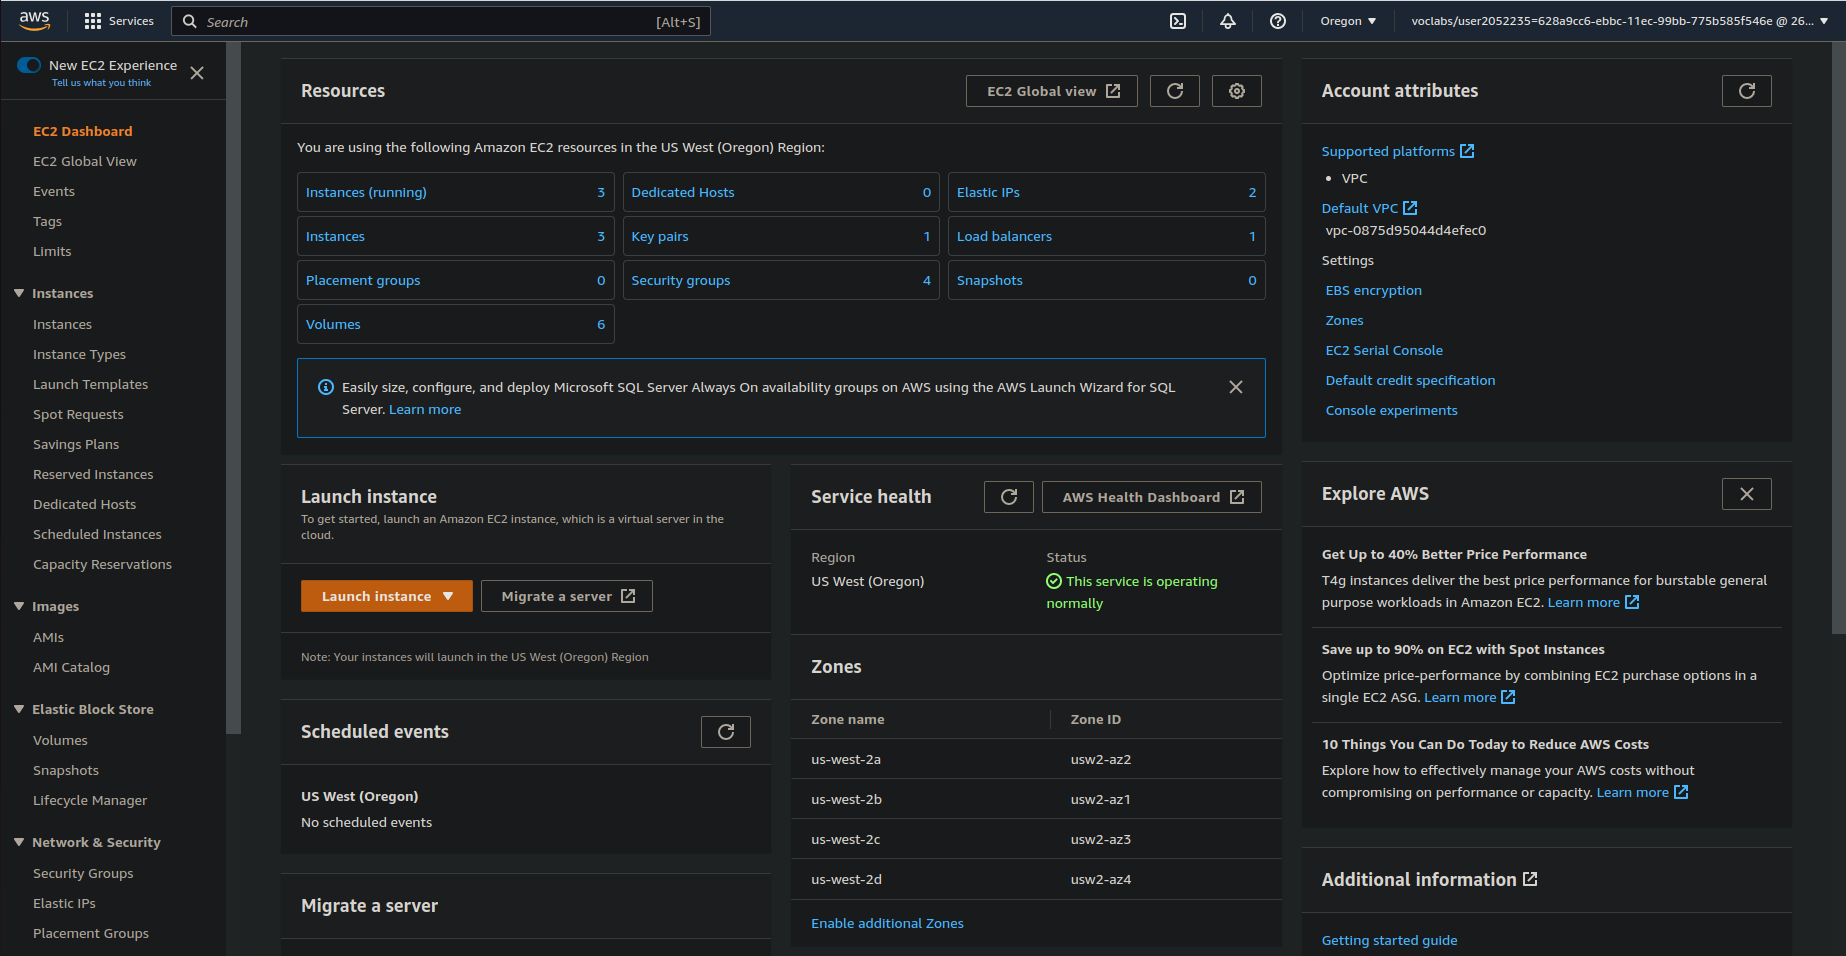 aws
Services
Search
[Alt+S]
Oregon
voclabs/user2052235=628a9cc6-ebbc-11ec-99bb-775b585f546e @ 26...
New EC2 Experience
Tell us what you think
EC2 Dashboard
EC2 Global View
Events
Tags
Limits
Instances
Instances
Instance Types
Launch Templates
Spot Requests
Savings Plans
Reserved Instances
Dedicated Hosts
Scheduled Instances
Capacity Reservations
Images
AMIs
AMI Catalog
Elastic Block Store
Volumes
Snapshots
Lifecycle Manager
Network & Security
Security Groups
Elastic IPs
Placement Groups
Resources
EC2 Global view
You are using the following Amazon EC2 resources in the US West (Oregon) Region:
Instances (running) 3
Dedicated Hosts 0
Elastic IPs 2
Instances 3
Key pairs 1
Load balancers 1
Placement groups 0
Security groups 4
Snapshots 0
Volumes 6
Easily size, configure, and deploy Microsoft SQL Server Always On availability groups on AWS using the AWS Launch Wizard for SQL
Server. Learn more
Launch instance
To get started, launch an Amazon EC2 instance, which is a virtual server in the
cloud.
Launch instance
Migrate a server
Note: Your instances will launch in the US West (Oregon) Region
Scheduled events
US West (Oregon)
No scheduled events
Migrate a server
Service health
AWS Health Dashboard
Region
US West (Oregon)
Status
This service is operating
normally
Zones
Zone name Zone ID
us-west-2a usw2-az2
us-west-2b usw2-az1
us-west-2c usw2-az3
us-west-2d usw2-az4
Enable additional Zones
Account attributes
Supported platforms
• VPC
Default VPC
vpc-0875d95044d4efec0
Settings
EBS encryption
Zones
EC2 Serial Console
Default credit specification
Console experiments
Explore AWS
Get Up to 40% Better Price Performance
T4g instances deliver the best price performance for burstable general
purpose workloads in Amazon EC2. Learn more
Save up to 90% on EC2 with Spot Instances
Optimize price-performance by combining EC2 purchase options in a
single EC2 ASG. Learn more
10 Things You Can Do Today to Reduce AWS Costs
Explore how to effectively manage your AWS costs without
compromising on performance or capacity. Learn more
Additional information
Getting started guide